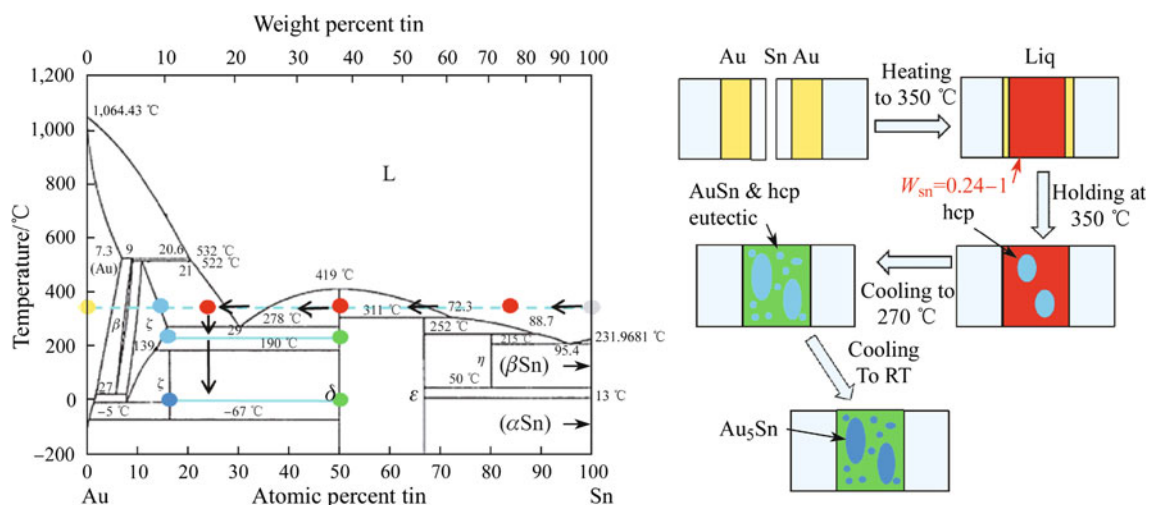 Weight percent tin
0 10 20 30 40 50 60 70 80 90 100
1,200
1,000
800
600
400
200
0
−200
Temperature/℃
1,064.43 ℃
L
7.3
9
20.6
532 ℃
(Au)
21
522 ℃
419 ℃
β
ζ
311 ℃
72.3
29
278 ℃
252 ℃
88.7
139
190 ℃
215 ℃
231.9681 ℃
95.4
η
(βSn)
27
ζ
δ
ε
50 ℃
13 ℃
−5 ℃
−67 ℃
(αSn)
0 10 20 30 40 50 60 70 80 90 100
Au
Atomic percent tin
Sn
Au Sn Au
Heating
to 350 ℃
Liq
Wsn=0.24–1
Holding at
350 ℃
hcp
AuSn & hcp
eutectic
Cooling to
270 ℃
Cooling
To RT
Au₅Sn